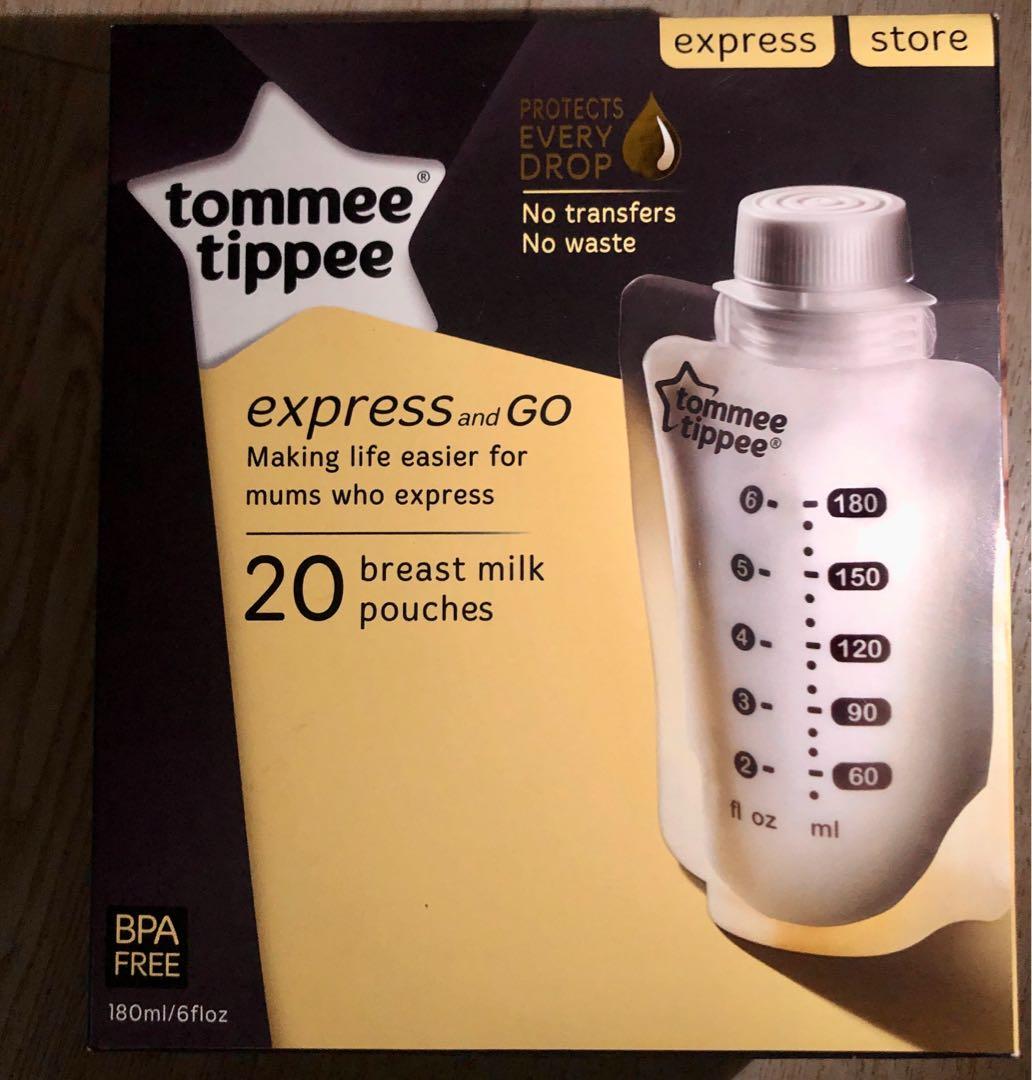 express store
tommee®
tippee
PROTECTS
EVERY
DROP
No transfers
No waste
express and GO
Making life easier for
mums who express
20 breast milk
pouches
tommee
tippee®
6 180
5 150
4 120
3 90
2 60
fl oz ml
BPA
FREE
180ml/6floz